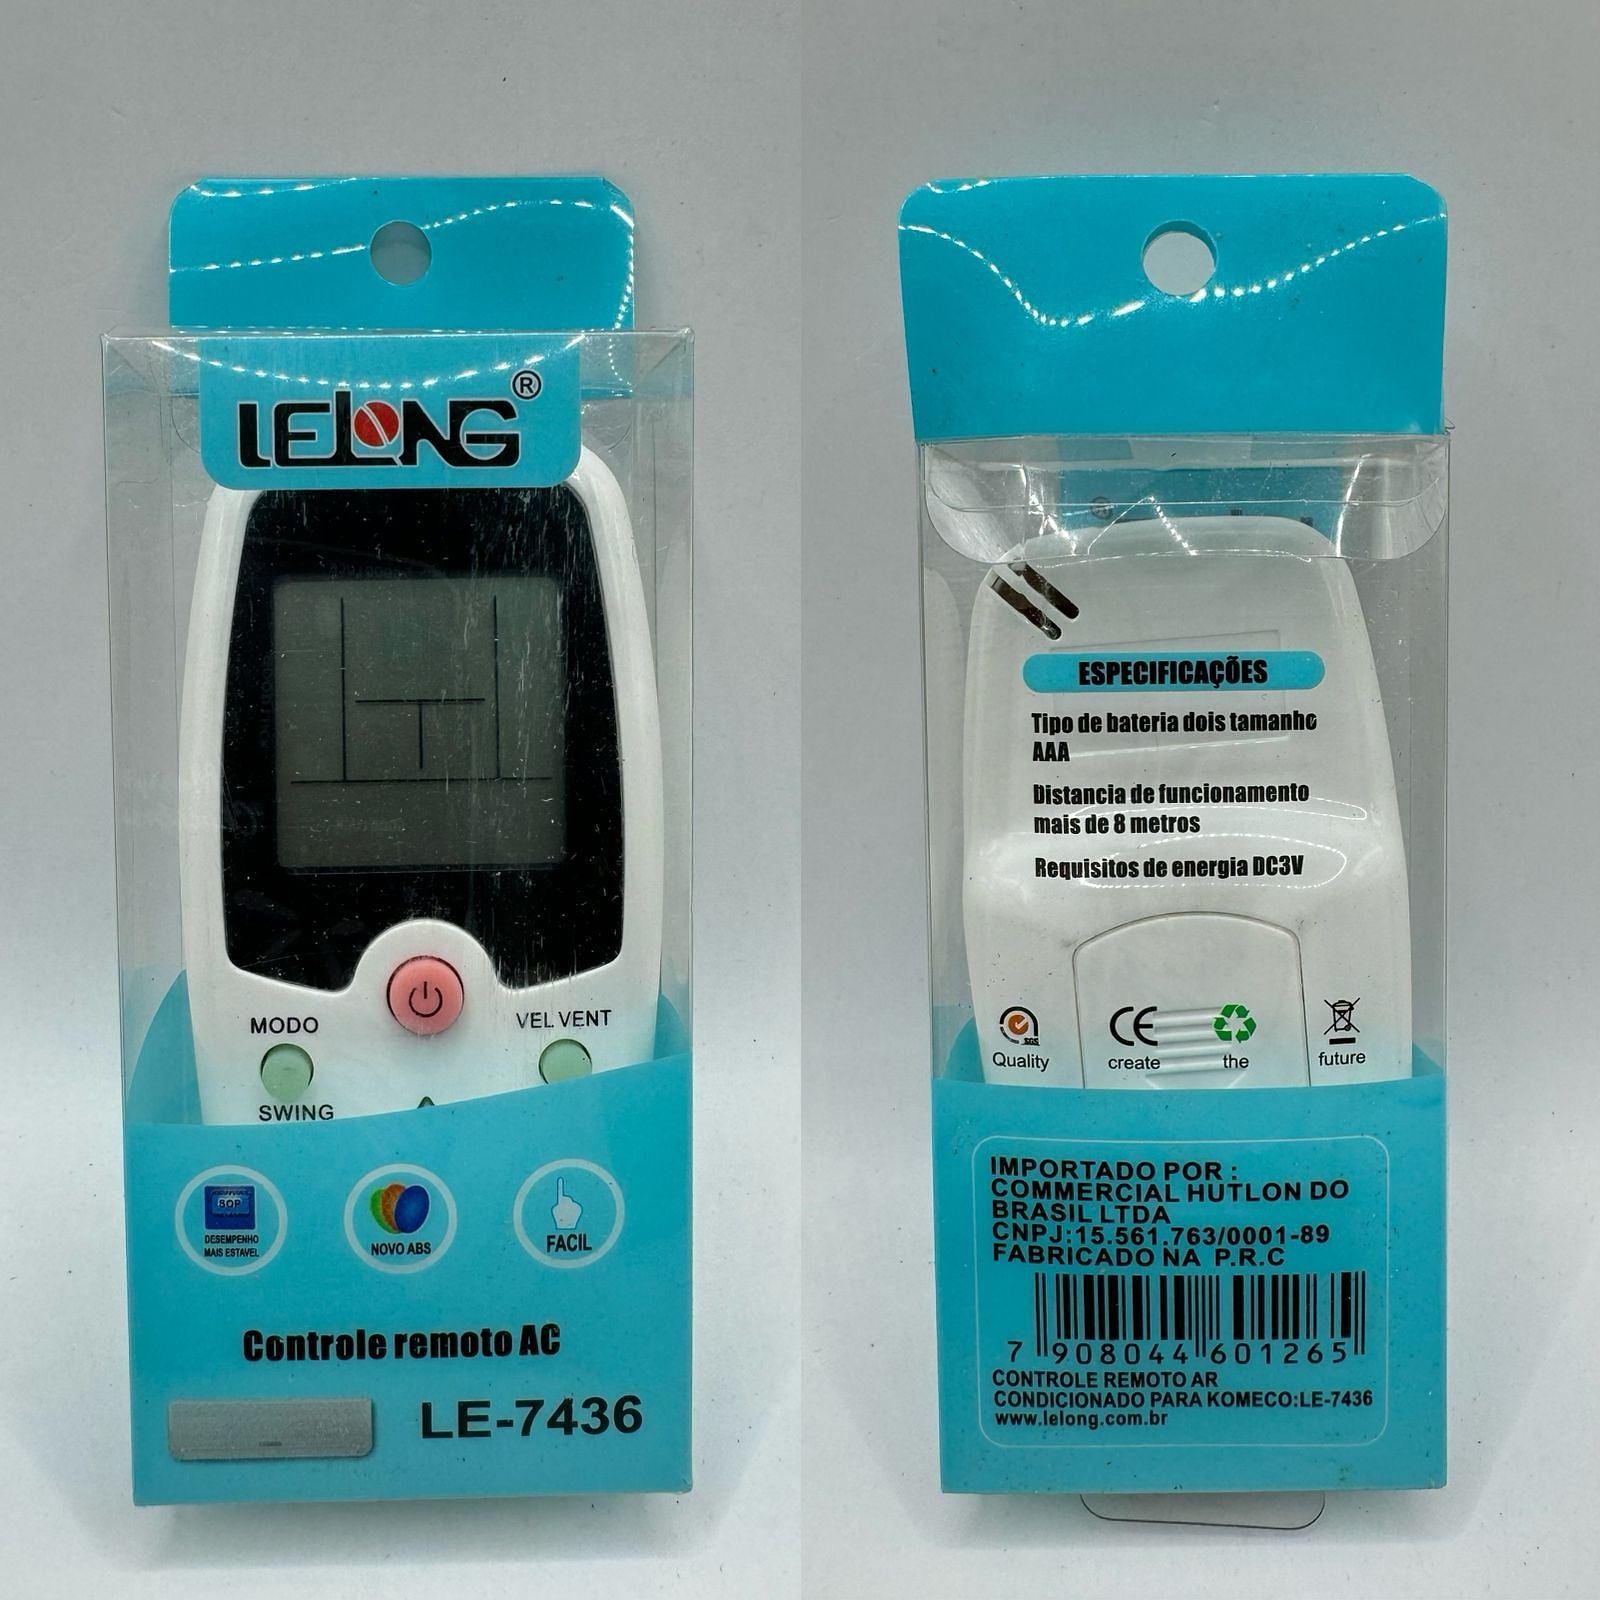 LELONG®
MODO
VEL VENT
SWING
SOP
DESEMPENHO
MAIS ESTAVEL
NOVO ABS
FACIL
Controle remoto AC
LE-7436
ESPECIFICAÇÕES
Tipo de bateria dois tamanho
AAA
Distancia de funcionamento
mais de 8 metros
Requisitos de energia DC3V
SGS
CE
Quality create the future
IMPORTADO POR :
COMMERCIAL HUTLON DO
BRASIL LTDA
CNPJ:15.561.763/0001-89
FABRICADO NA P.R.C
7 908044 601265
CONTROLE REMOTO AR
CONDICIONADO PARA KOMECO:LE-7436
www.lelong.com.br